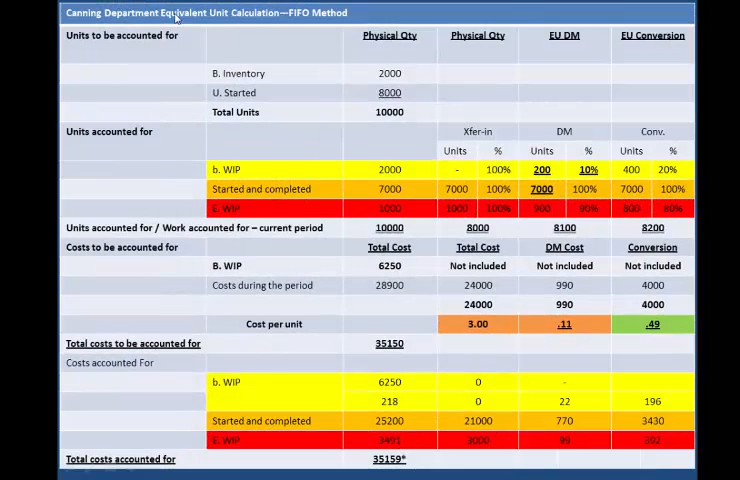 Canning Department Equivalent Unit Calculation—FIFO Method
Units to be accounted for Physical Qty Physical Qty EU DM EU Conversion
B. Inventory 2000
U. Started 8000
Total Units 10000
Units accounted for Xfer-in DM Conv.
Units % Units % Units %
b. WIP 2000 - 100% 200 10% 400 20%
Started and completed 7000 7000 100% 7000 100% 7000 100%
E. WIP 1000 1000 100% 900 90% 800 80%
Units accounted for / Work accounted for – current period 10000 8000 8100 8200
Costs to be accounted for Total Cost Total Cost DM Cost Conversion
B. WIP 6250 Not included Not included Not included
Costs during the period 28900 24000 990 4000
24000 990 4000
Cost per unit 3.00 .11 .49
Total costs to be accounted for 35150
Costs accounted For
b. WIP 6250 0 -
218 0 22 196
Started and completed 25200 21000 770 3430
E. WIP 3491 3000 99 392
Total costs accounted for 35159*